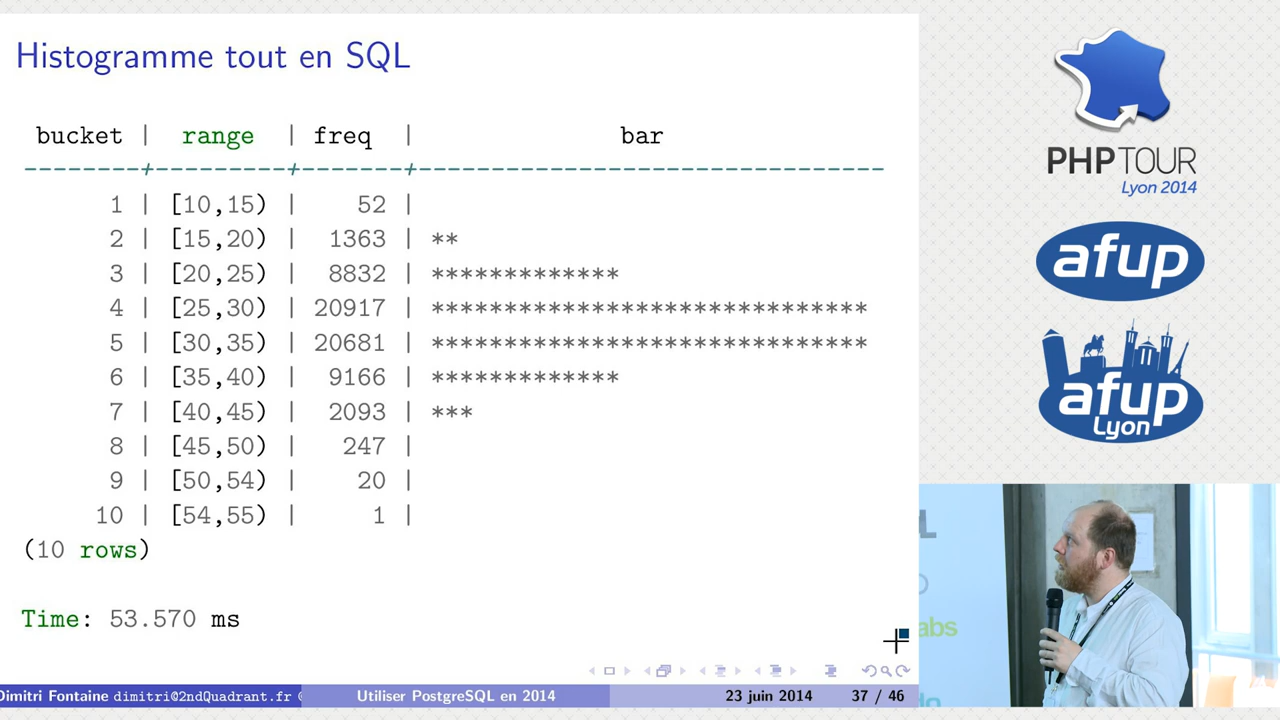 Histogramme tout en SQL
bucket | range | freq | bar
--------+---------+-------+---------------------------------
1 | [10,15) | 52 |
2 | [15,20) | 1363 | **
3 | [20,25) | 8832 | *************
4 | [25,30) | 20917 | ******************************
5 | [30,35) | 20681 | ******************************
6 | [35,40) | 9166 | *************
7 | [40,45) | 2093 | ***
8 | [45,50) | 247 |
9 | [50,54) | 20 |
10 | [54,55) | 1 |
(10 rows)
Time: 53.570 ms
Dimitri Fontaine dimitri@2ndQuadrant.fr @
Utiliser PostgreSQL en 2014
23 juin 2014
37 / 46
PHP TOUR
Lyon 2014
afup
afup
Lyon
L
abs